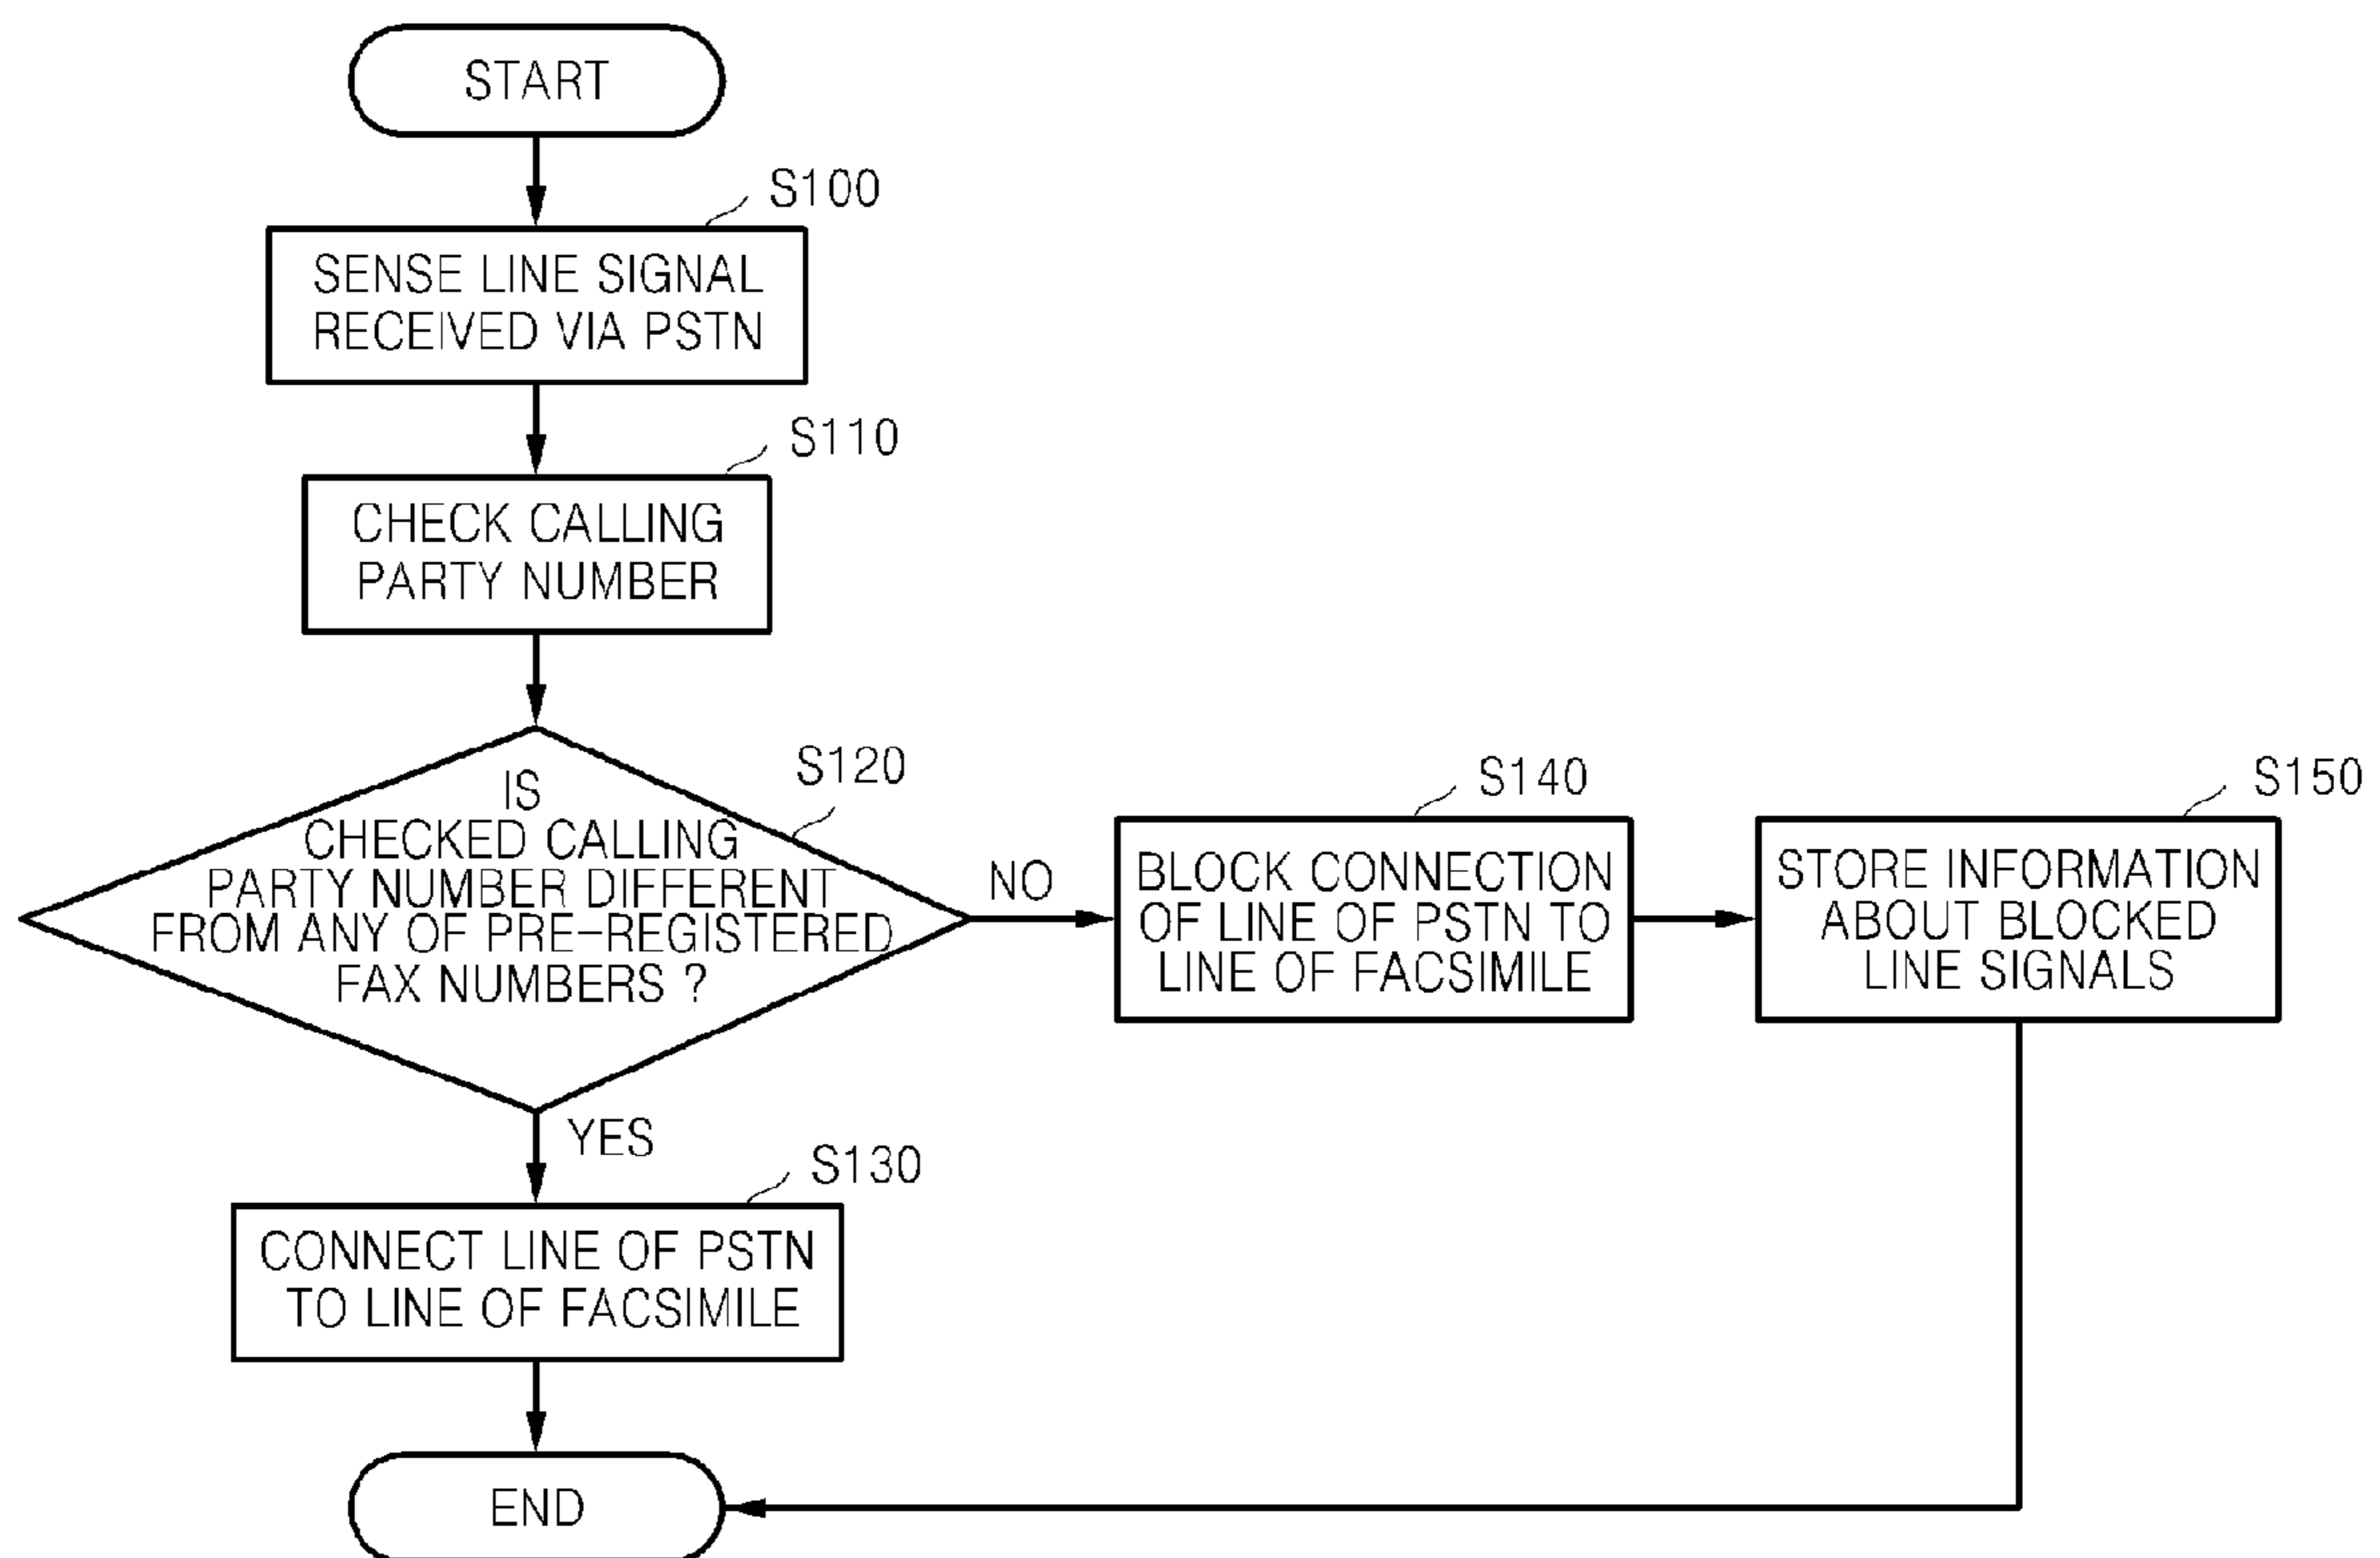 START
S100
SENSE LINE SIGNAL
RECEIVED VIA PSTN
S110
CHECK CALLING
PARTY NUMBER
S120
IS
CHECKED CALLING
PARTY NUMBER DIFFERENT
FROM ANY OF PRE-REGISTERED
FAX NUMBERS ?
NO
S140
BLOCK CONNECTION
OF LINE OF PSTN TO
LINE OF FACSIMILE
S150
STORE INFORMATION
ABOUT BLOCKED
LINE SIGNALS
YES
S130
CONNECT LINE OF PSTN
TO LINE OF FACSIMILE
END